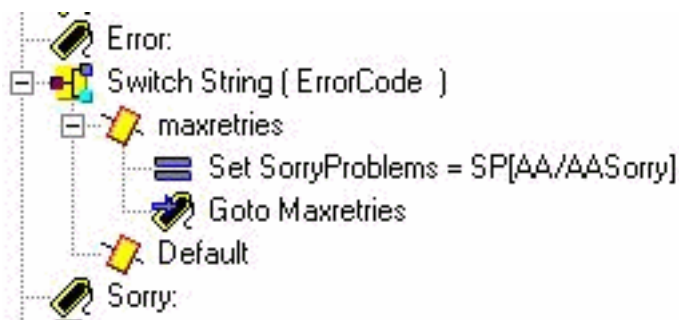 Error:
Switch String ( ErrorCode  )
maxretries
Set SorryProblems = SP[AA/AASorry]
Goto Maxretries
Default
Sorry: